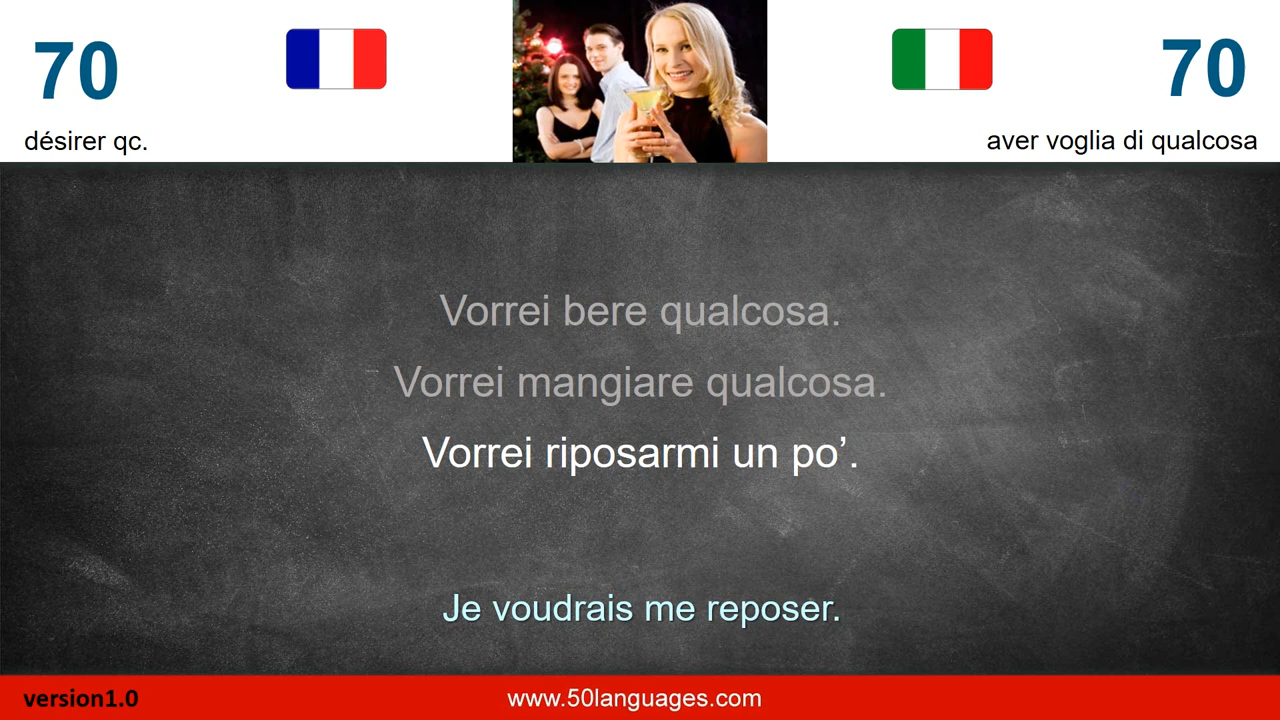 70
70
désirer qc.
aver voglia di qualcosa
Vorrei bere qualcosa.
Vorrei mangiare qualcosa.
Vorrei riposarmi un po’.
Je voudrais me reposer.
version1.0
www.50languages.com